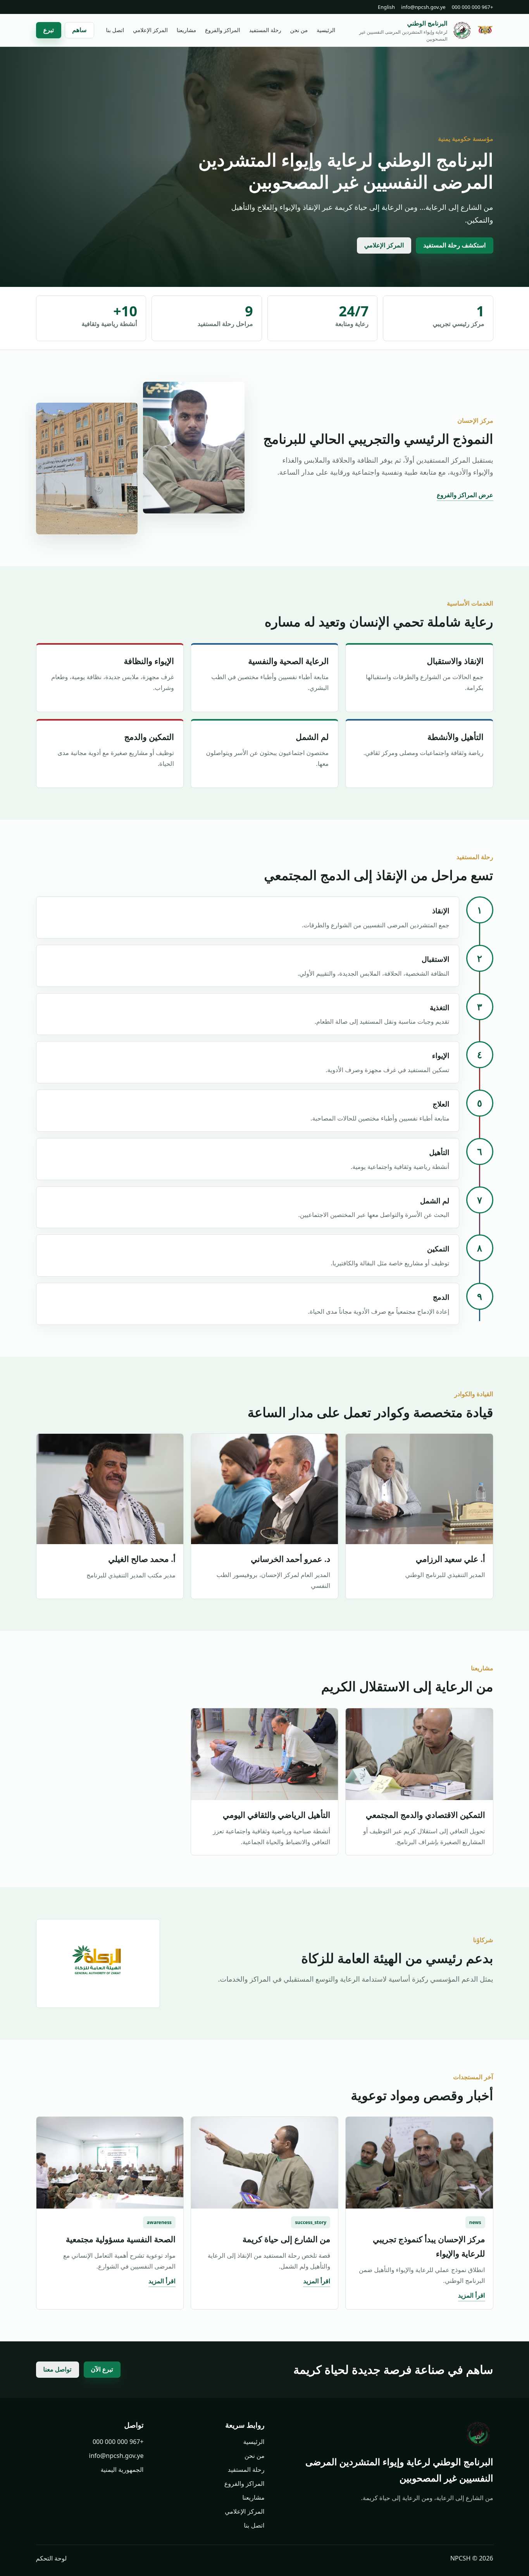 +967 000 000 000
info@npcsh.gov.ye
English
البرنامج الوطني
لرعاية وإيواء المتشردين المرضى النفسيين غير
المصحوبين
الرئيسية
من نحن
رحلة المستفيد
المراكز والفروع
مشاريعنا
المركز الإعلامي
اتصل بنا
ساهم
تبرع
مؤسسة حكومية يمنية
البرنامج الوطني لرعاية وإيواء المتشردين
المرضى النفسيين غير المصحوبين
من الشارع إلى الرعاية... ومن الرعاية إلى حياة كريمة عبر الإنقاذ والإيواء والعلاج والتأهيل
والتمكين.
استكشف رحلة المستفيد
المركز الإعلامي
1
مركز رئيسي تجريبي
24/7
رعاية ومتابعة
9
مراحل رحلة المستفيد
10+
أنشطة رياضية وثقافية
مركز الإحسان
النموذج الرئيسي والتجريبي الحالي للبرنامج
يستقبل المركز المستفيدين أولاً، ثم يوفر النظافة والحلاقة والملابس والغذاء
والإيواء والأدوية، مع متابعة طبية ونفسية واجتماعية ورقابية على مدار الساعة.
عرض المراكز والفروع
الخدمات الأساسية
رعاية شاملة تحمي الإنسان وتعيد له مساره
الإنقاذ والاستقبال
جمع الحالات من الشوارع والطرقات واستقبالها
بكرامة.
الرعاية الصحية والنفسية
متابعة أطباء نفسيين وأطباء مختصين في الطب
البشري.
الإيواء والنظافة
غرف مجهزة، ملابس جديدة، نظافة يومية، وطعام
وشراب.
التأهيل والأنشطة
رياضة وثقافة واجتماعيات ومصلى ومركز ثقافي.
لم الشمل
مختصون اجتماعيون يبحثون عن الأسر ويتواصلون
معها.
التمكين والدمج
توظيف أو مشاريع صغيرة مع أدوية مجانية مدى
الحياة.
رحلة المستفيد
تسع مراحل من الإنقاذ إلى الدمج المجتمعي
١
الإنقاذ
جمع المتشردين المرضى النفسيين من الشوارع والطرقات.
٢
الاستقبال
النظافة الشخصية، الحلاقة، الملابس الجديدة، والتقييم الأولي.
٣
التغذية
تقديم وجبات مناسبة ونقل المستفيد إلى صالة الطعام.
٤
الإيواء
تسكين المستفيد في غرف مجهزة وصرف الأدوية.
٥
العلاج
متابعة أطباء نفسيين وأطباء مختصين للحالات المصاحبة.
٦
التأهيل
أنشطة رياضية وثقافية واجتماعية يومية.
٧
لم الشمل
البحث عن الأسرة والتواصل معها عبر المختصين الاجتماعيين.
٨
التمكين
توظيف أو مشاريع خاصة مثل البقالة والكافتيريا.
٩
الدمج
إعادة الإدماج مجتمعياً مع صرف الأدوية مجاناً مدى الحياة.
القيادة والكوادر
قيادة متخصصة وكوادر تعمل على مدار الساعة
أ. علي سعيد الرزامي
المدير التنفيذي للبرنامج الوطني
د. عمرو أحمد الخرساني
المدير العام لمركز الإحسان، بروفيسور الطب
النفسي
أ. محمد صالح الغيلي
مدير مكتب المدير التنفيذي للبرنامج
مشاريعنا
من الرعاية إلى الاستقلال الكريم
التمكين الاقتصادي والدمج المجتمعي
تحويل التعافي إلى استقلال كريم عبر التوظيف أو
المشاريع الصغيرة بإشراف البرنامج.
التأهيل الرياضي والثقافي اليومي
أنشطة صباحية ورياضية وثقافية واجتماعية تعزز
التعافي والانضباط والحياة الجماعية.
شركاؤنا
بدعم رئيسي من الهيئة العامة للزكاة
يمثل الدعم المؤسسي ركيزة أساسية لاستدامة الرعاية والتوسع المستقبلي في المراكز والخدمات.
الزكاة
GENERAL AUTHORITY OF ZAKAT
آخر المستجدات
أخبار وقصص ومواد توعوية
news
مركز الإحسان يبدأ كنموذج تجريبي
للرعاية والإيواء
انطلاق نموذج عملي للرعاية والإيواء والتأهيل ضمن
البرنامج الوطني.
اقرأ المزيد
success_story
من الشارع إلى حياة كريمة
قصة تلخص رحلة المستفيد من الإنقاذ إلى الرعاية
والتأهيل ولم الشمل.
اقرأ المزيد
awareness
الصحة النفسية مسؤولية مجتمعية
مواد توعوية تشرح أهمية التعامل الإنساني مع
المرضى النفسيين في الشوارع.
اقرأ المزيد
ساهم في صناعة فرصة جديدة لحياة كريمة
تبرع الآن
تواصل معنا
البرنامج الوطني لرعاية وإيواء المتشردين المرضى
النفسيين غير المصحوبين
من الشارع إلى الرعاية، ومن الرعاية إلى حياة كريمة.
روابط سريعة
الرئيسية
من نحن
رحلة المستفيد
المراكز والفروع
مشاريعنا
المركز الإعلامي
اتصل بنا
تواصل
+967 000 000 000
info@npcsh.gov.ye
الجمهورية اليمنية
NPCSH © 2026
لوحة التحكم